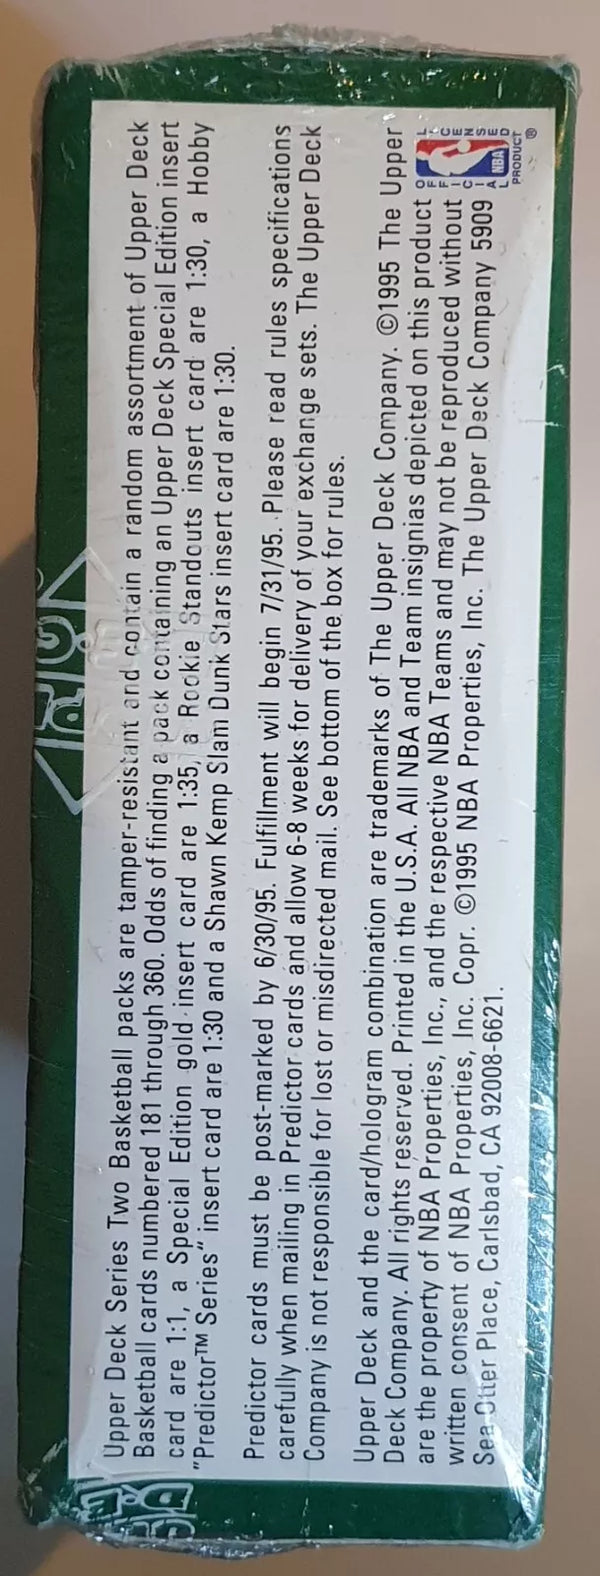 Upper Deck Series Two Basketball packs are tamper-resistant and contain a random assortment of Upper Deck
Basketball cards numbered 181 through 360. Odds of finding a pack containing an Upper Deck Special Edition insert
card are 1:1, a Special Edition gold insert card are 1:35, a Rookie Standouts insert card are 1:30, a Hobby
"Predictor™ Series" insert card are 1:30 and a Shawn Kemp Slam Dunk Stars insert card are 1:30.
Predictor cards must be post-marked by 6/30/95. Fulfillment will begin 7/31/95. Please read rules specifications
carefully when mailing in Predictor cards and allow 6-8 weeks for delivery of your exchange sets. The Upper Deck
Company is not responsible for lost or misdirected mail. See bottom of the box for rules.
Upper Deck and the card/hologram combination are trademarks of The Upper Deck Company. ©1995 The Upper
Deck Company. All rights reserved. Printed in the U.S.A. All NBA and Team insignias depicted on this product
are the property of NBA Properties, Inc., and the respective NBA Teams and may not be reproduced without
written consent of NBA Properties, Inc. Copr. ©1995 NBA Properties, Inc. The Upper Deck Company 5909
Sea Otter Place, Carlsbad, CA 92008-6621.
OFFICIAL
LICENSED
NBA
PRODUCT ®